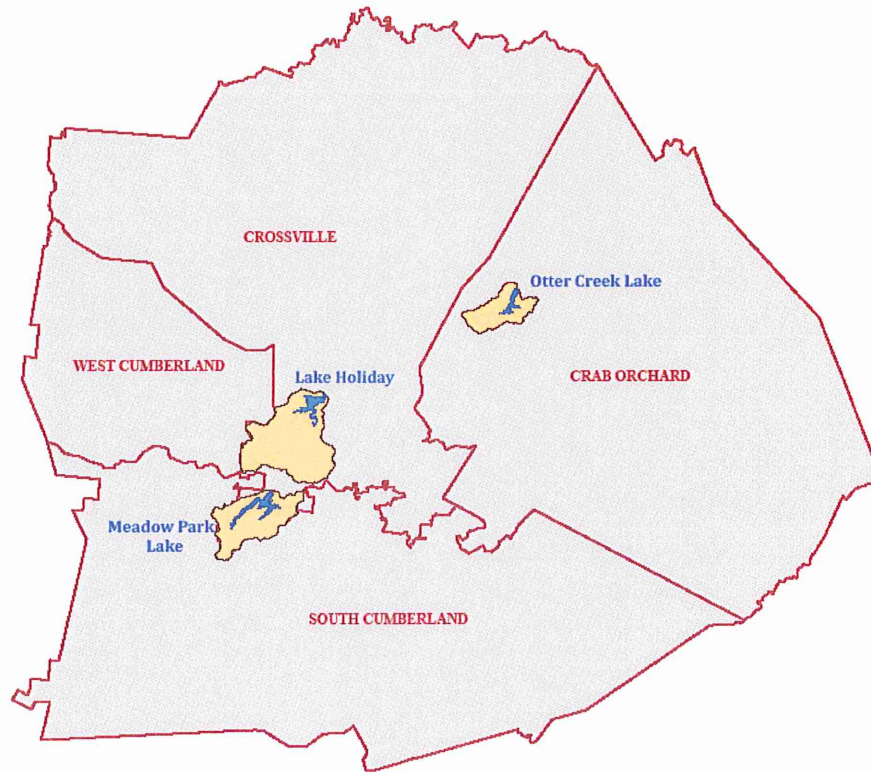 CROSSVILLE
Otter Creek Lake
WEST CUMBERLAND
Lake Holiday
CRAB ORCHARD
Meadow Park
Lake
SOUTH CUMBERLAND